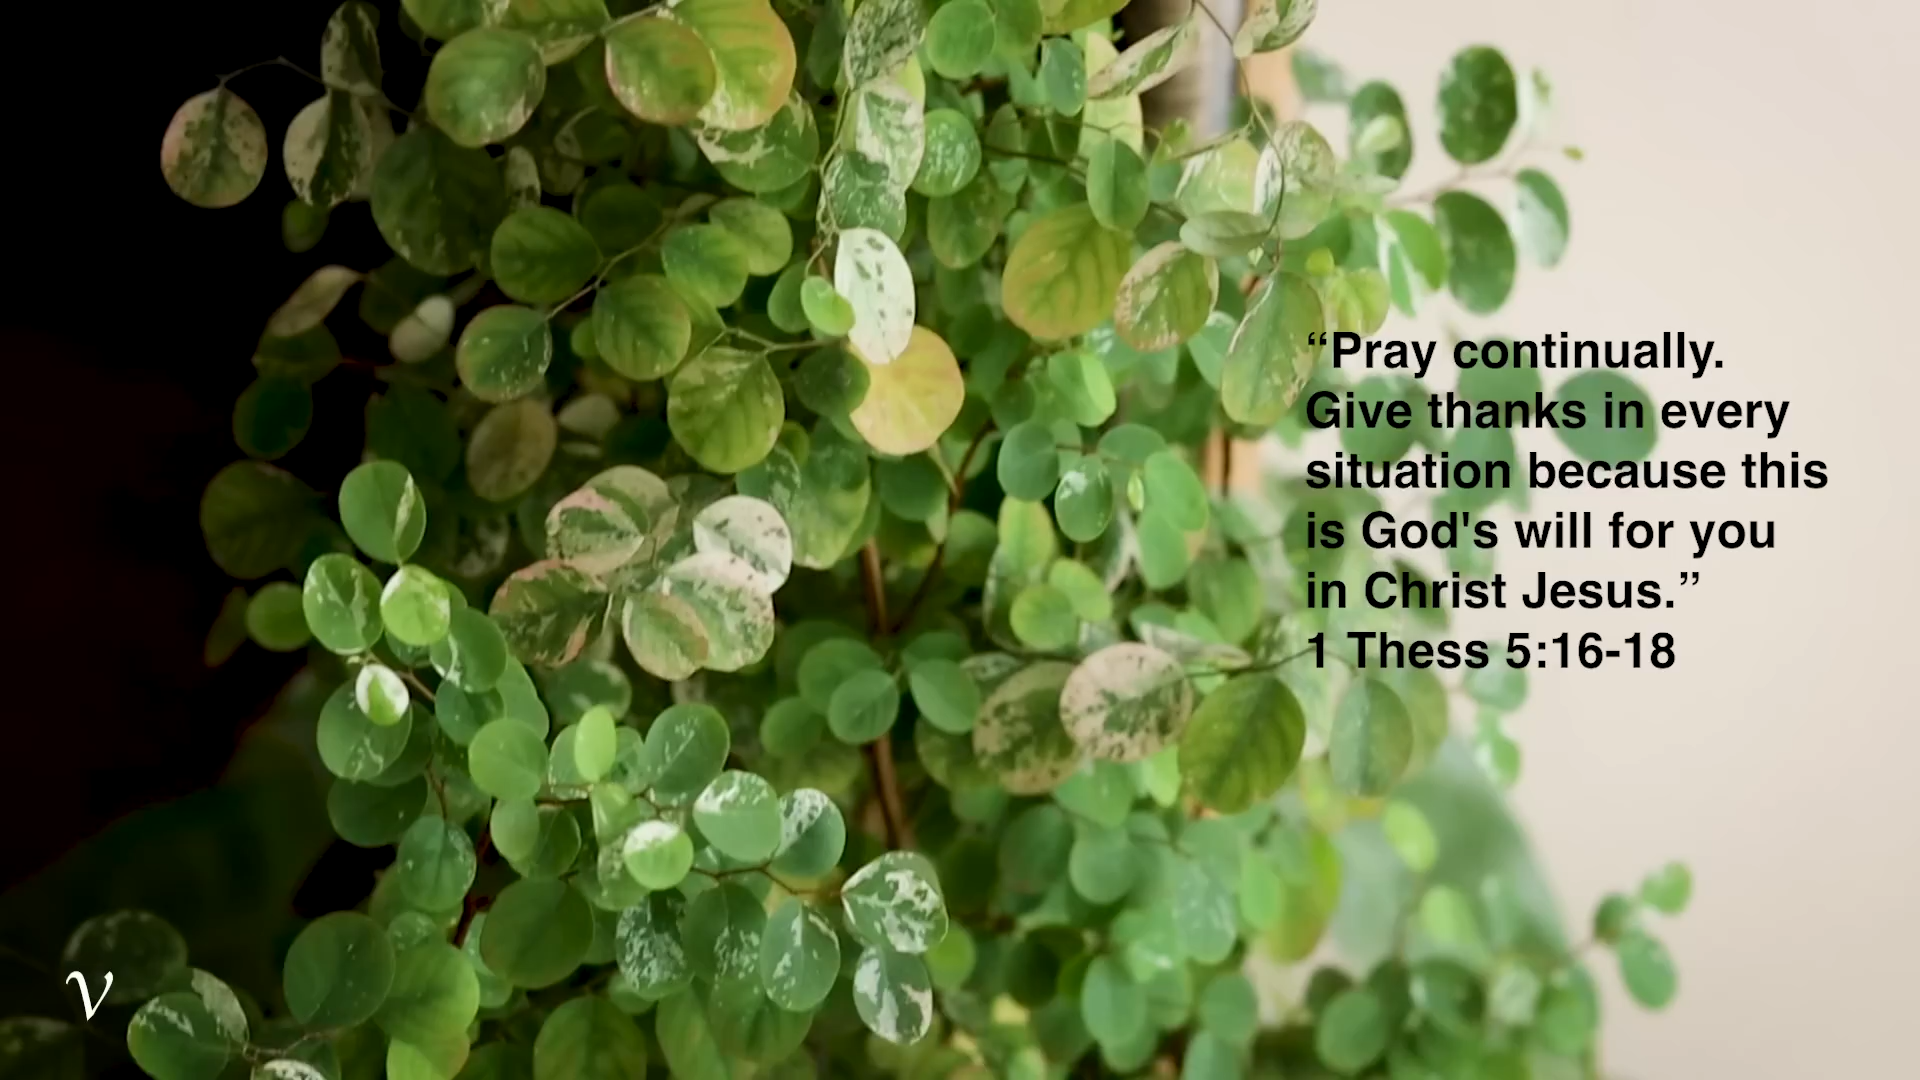 “Pray continually.
Give thanks in every
situation because this
is God's will for you
in Christ Jesus.”
1 Thess 5:16-18
V